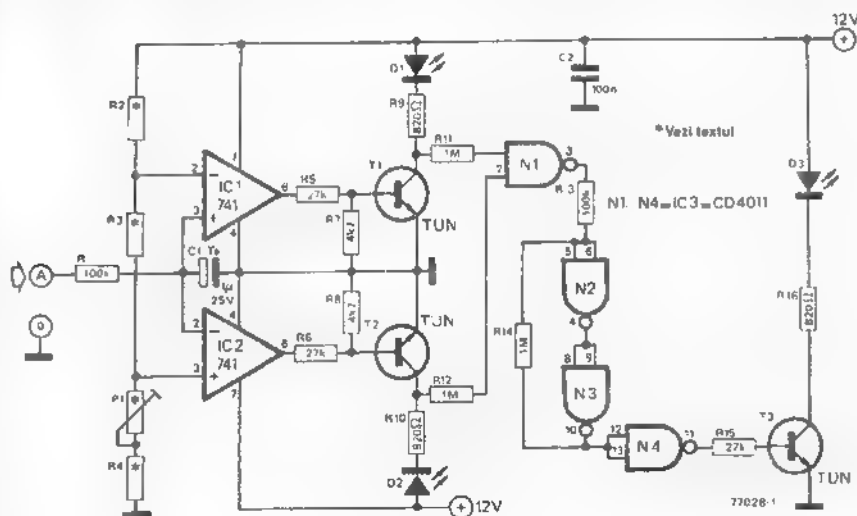 12V
D1
C2
100n
R2 *
R9
820Ω
* Vezi textul
R11
1M
T1
IC1
741
2
3
7
4
6
R5
27k
N1
1
2
3
D3
R3 *
TUN
R13
100k
N1...N4=IC3=CD4011
R7
4k7
A
R
100k
C1
1µ
25V
5
6
N2
4
R8
4k7
T2
TUN
R16
820Ω
IC2
741
2
3
4
7
6
R6
27k
R14
1M
8
9
N3
10
R12
1M
P1 *
R10
820Ω
12
13
N4
11
R15
27k
T3
R4 *
D2
TUN
12V
77028-1